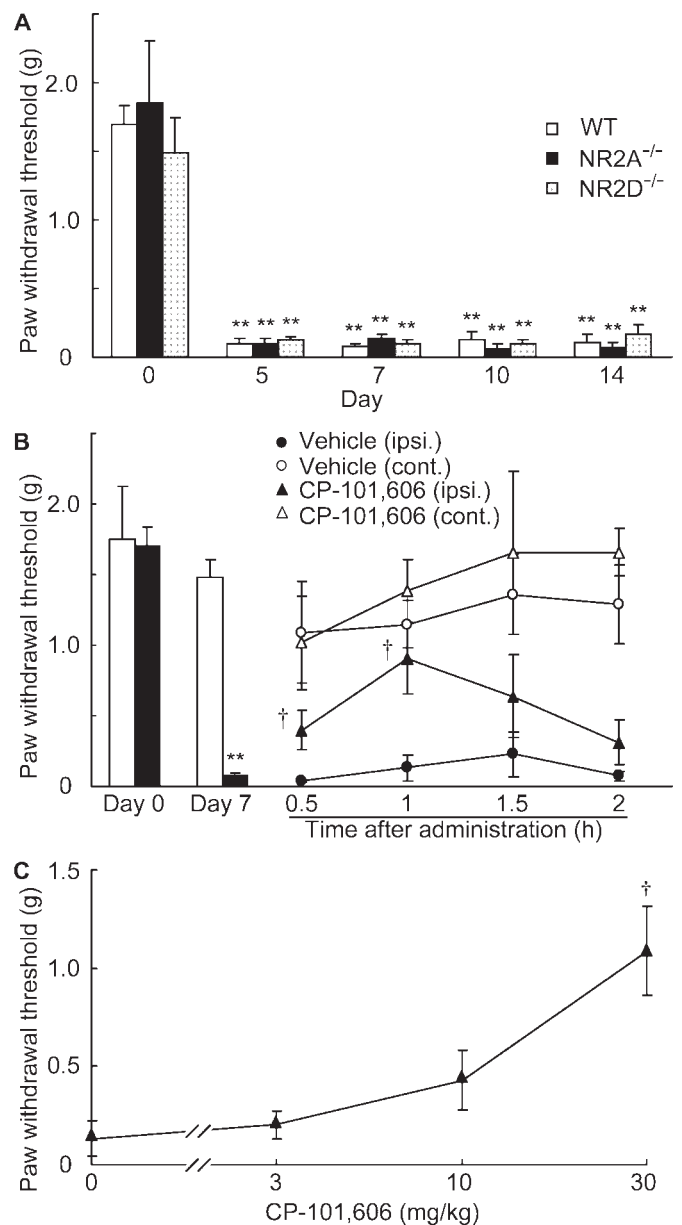 A
Paw withdrawal threshold (g)
2.0
1.0
0
WT
NR2A−/−
NR2D−/−
** ** **
** ** **
** ** **
** ** **
0 5 7 10 14
Day
B
Paw withdrawal threshold (g)
2.0
1.0
0
Vehicle (ipsi.)
Vehicle (cont.)
CP-101,606 (ipsi.)
CP-101,606 (cont.)
**
†
†
Day 0 Day 7 0.5 1 1.5 2
Time after administration (h)
C
Paw withdrawal threshold (g)
1.5
1.0
0.5
0
†
0 3 10 30
CP-101,606 (mg/kg)